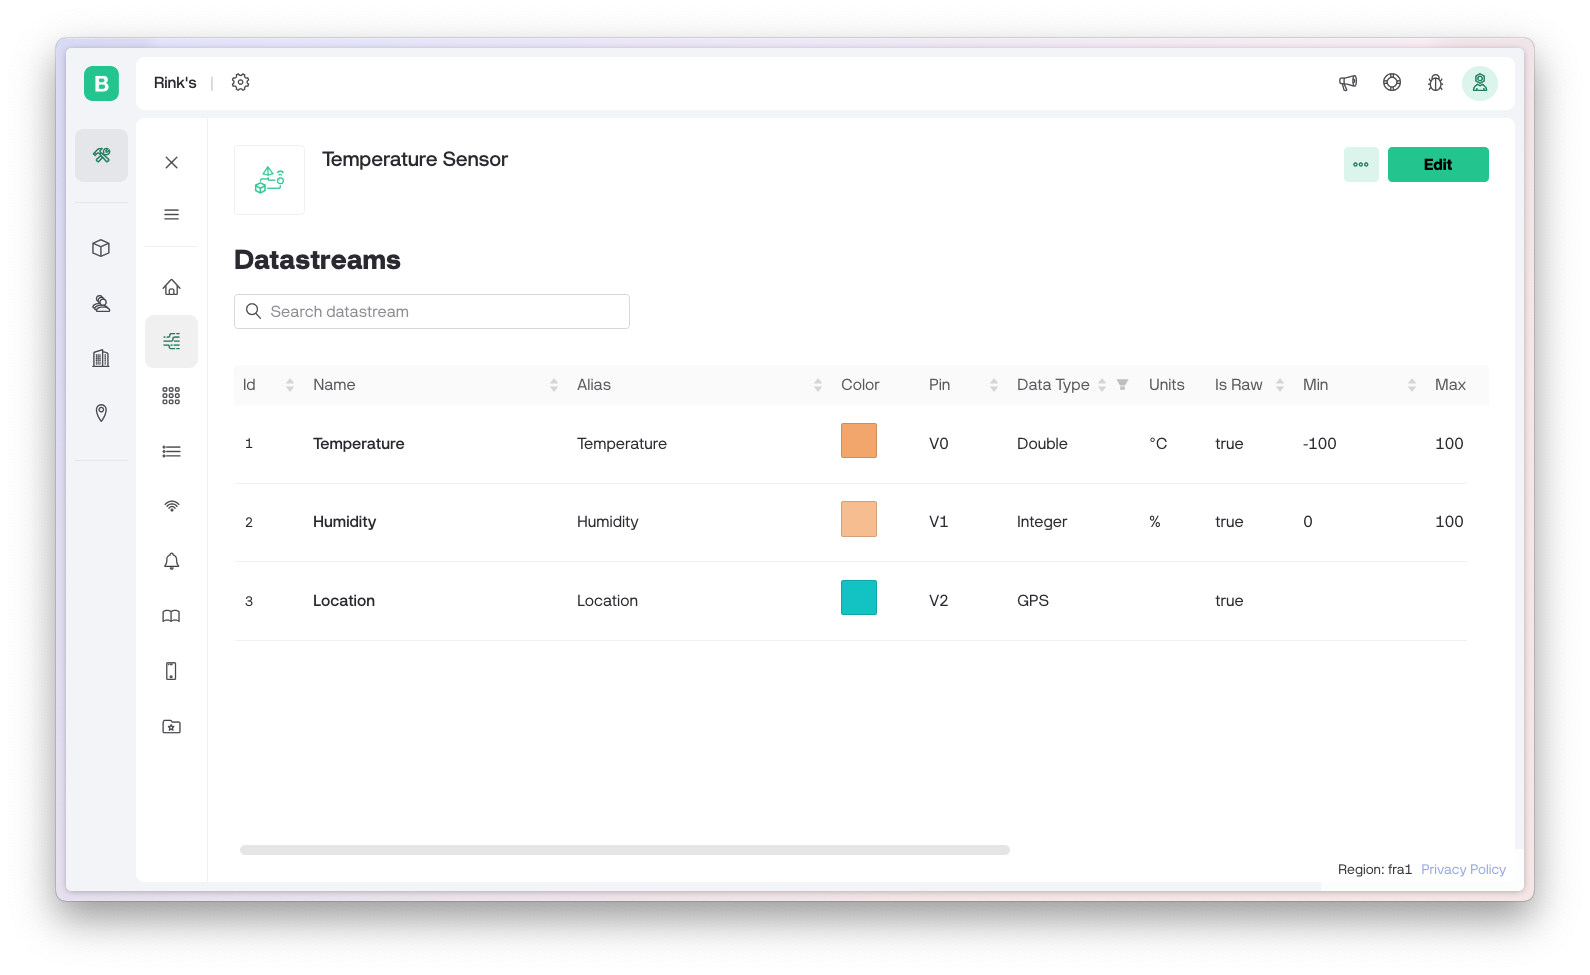 B
Rink's
Temperature Sensor
Edit
Datastreams
Search datastream
Id Name Alias Color Pin Data Type Units Is Raw Min Max
1 Temperature Temperature V0 Double °C true -100 100
2 Humidity Humidity V1 Integer % true 0 100
3 Location Location V2 GPS true
Region: fra1 Privacy Policy